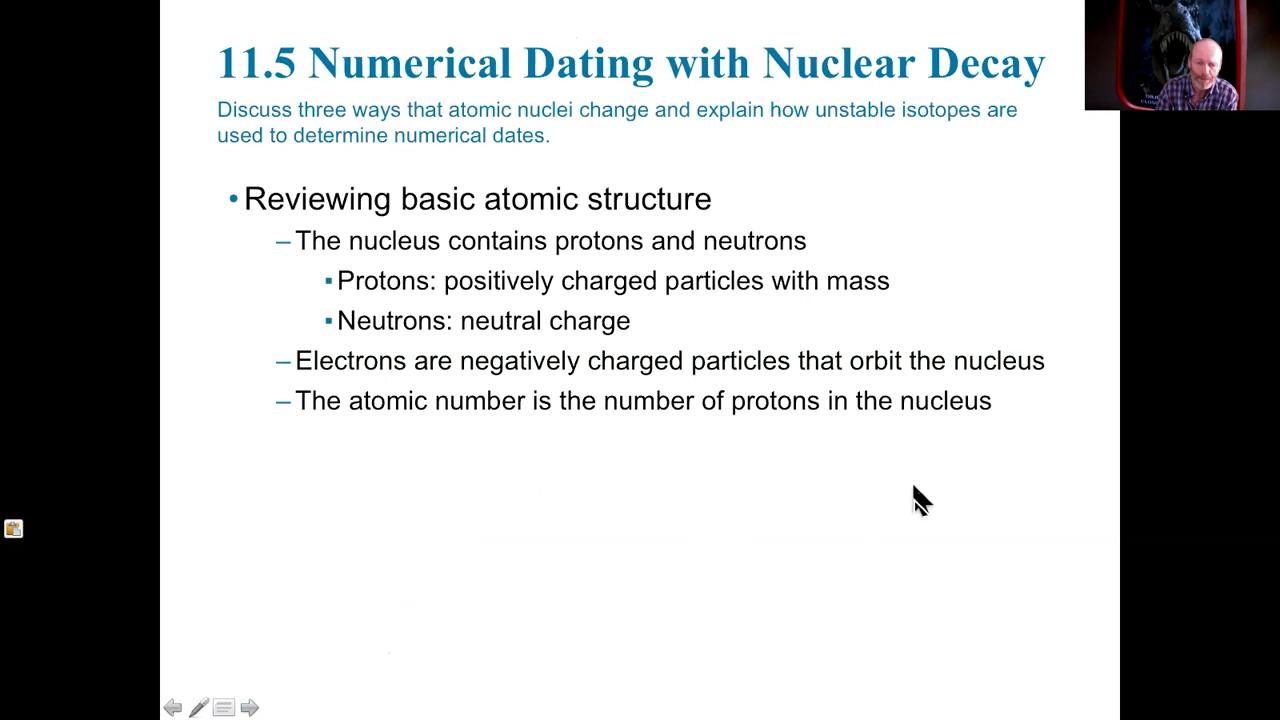 11.5 Numerical Dating with Nuclear Decay
Discuss three ways that atomic nuclei change and explain how unstable isotopes are
used to determine numerical dates.
• Reviewing basic atomic structure
– The nucleus contains protons and neutrons
▪ Protons: positively charged particles with mass
▪ Neutrons: neutral charge
– Electrons are negatively charged particles that orbit the nucleus
– The atomic number is the number of protons in the nucleus